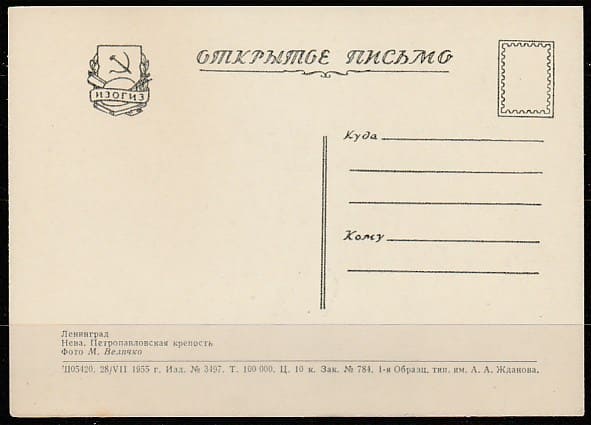 ОТКРЫТОЕ ПИСЬМО
ИЗОГИЗ
Куда
Кому
Ленинград
Нева. Петропавловская крепость
Фото М. Величко
Ш05420. 28/VII 1955 г. Изд. № 3497. Т. 100 000. Ц. 10 к. Зак. № 784. 1-я Образц. тип. им. А. А. Жданова.